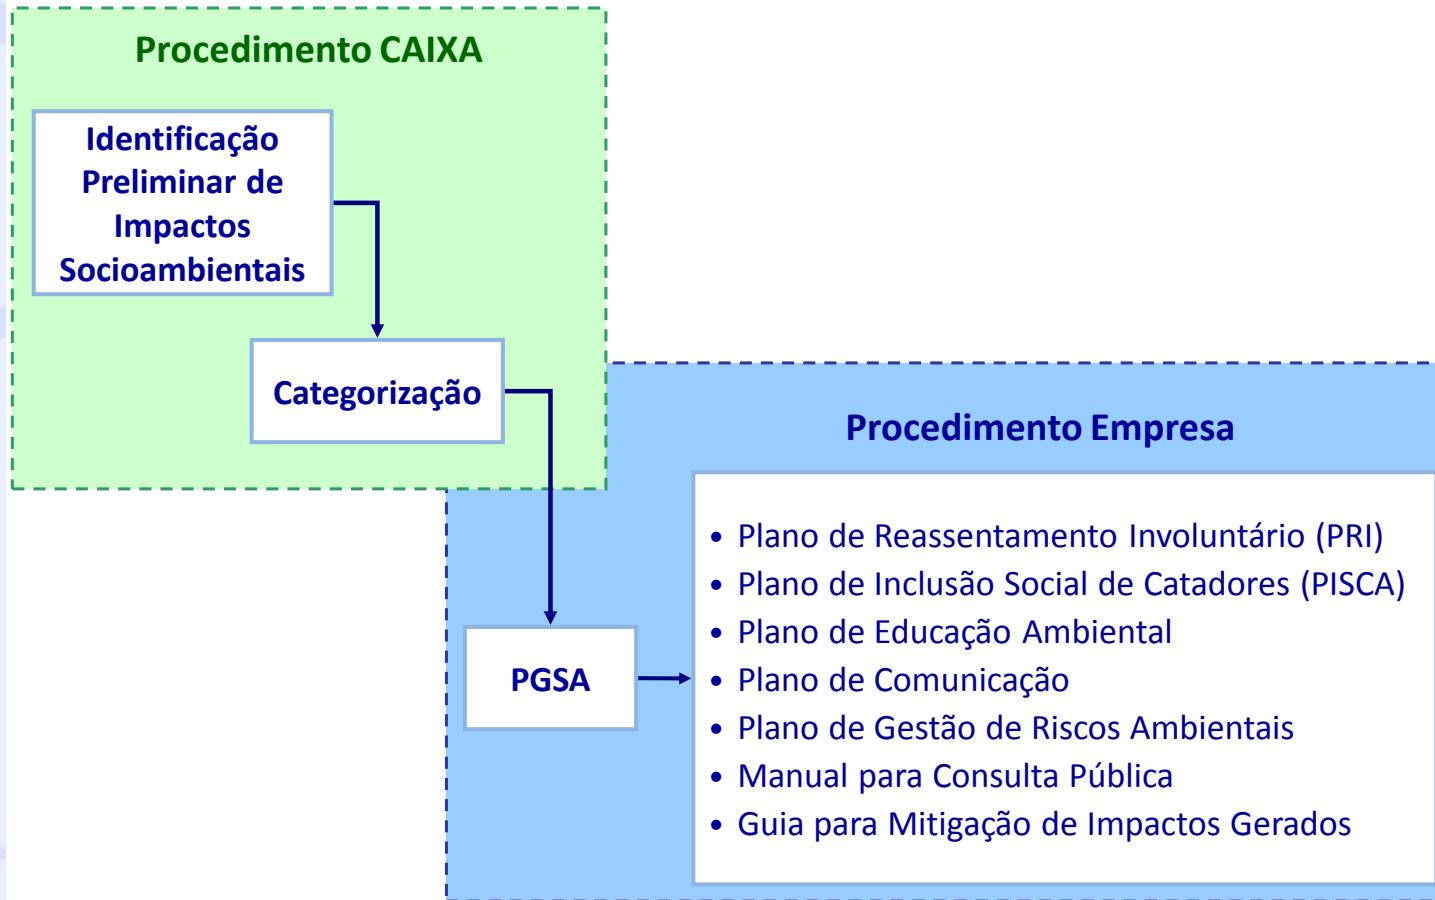 Procedimento CAIXA
Identificação
Preliminar de
Impactos
Socioambientais
Categorização
Procedimento Empresa
PGSA
• Plano de Reassentamento Involuntário (PRI)
• Plano de Inclusão Social de Catadores (PISCA)
• Plano de Educação Ambiental
• Plano de Comunicação
• Plano de Gestão de Riscos Ambientais
• Manual para Consulta Pública
• Guia para Mitigação de Impactos Gerados